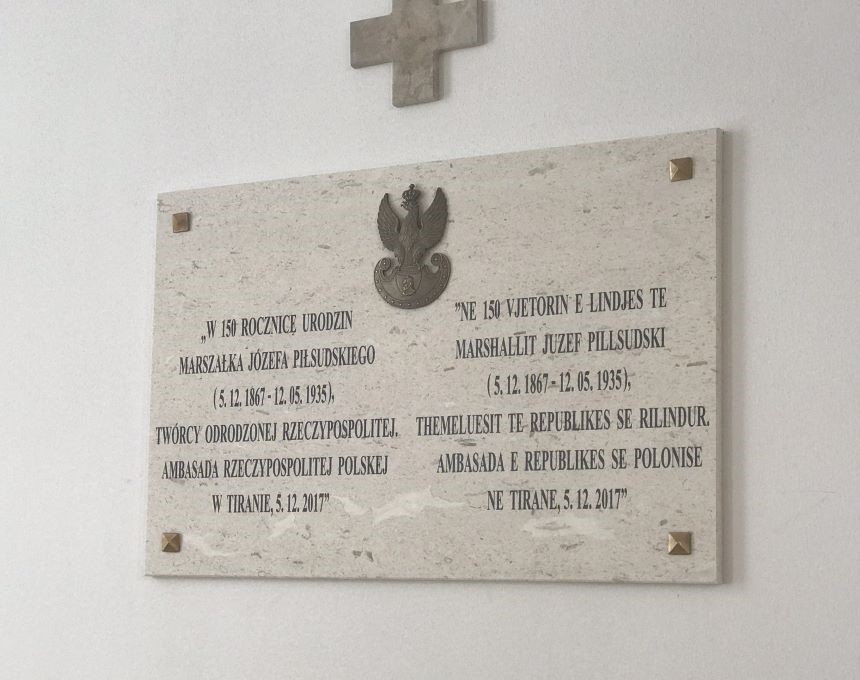 „W 150 ROCZNICĘ URODZIN
MARSZAŁKA JÓZEFA PIŁSUDSKIEGO
(5. 12. 1867 - 12. 05. 1935),
TWÓRCY ODRODZONEJ RZECZYPOSPOLITEJ.
AMBASADA RZECZYPOSPOLITEJ POLSKEJ
W TIRANIE, 5. 12. 2017”
”NE 150 VJETORIN E LINDJES TE
MARSHALLIT JUZEF PILLSUDSKI
(5. 12. 1867 - 12. 05. 1935),
THEMELUESIT TE REPUBLIKES SE RILINDUR.
AMBASADA E REPUBLIKES SE POLONISE
NE TIRANE, 5. 12. 2017”